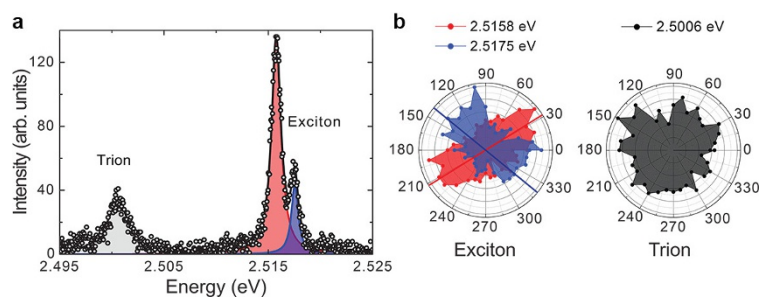 a
Intensity (arb. units)
120
80
40
0
Trion
Exciton
2.495
2.505
2.515
2.525
Energy (eV)
b
2.5158 eV
2.5175 eV
90
120
60
150
30
180
0
210
330
240
300
270
Exciton
2.5006 eV
90
120
60
150
30
180
0
210
330
240
300
270
Trion